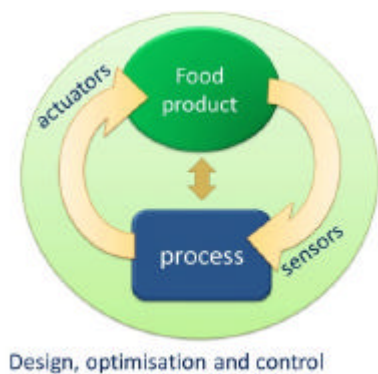 actuators
Food
product
process
sensors
Design, optimisation and control